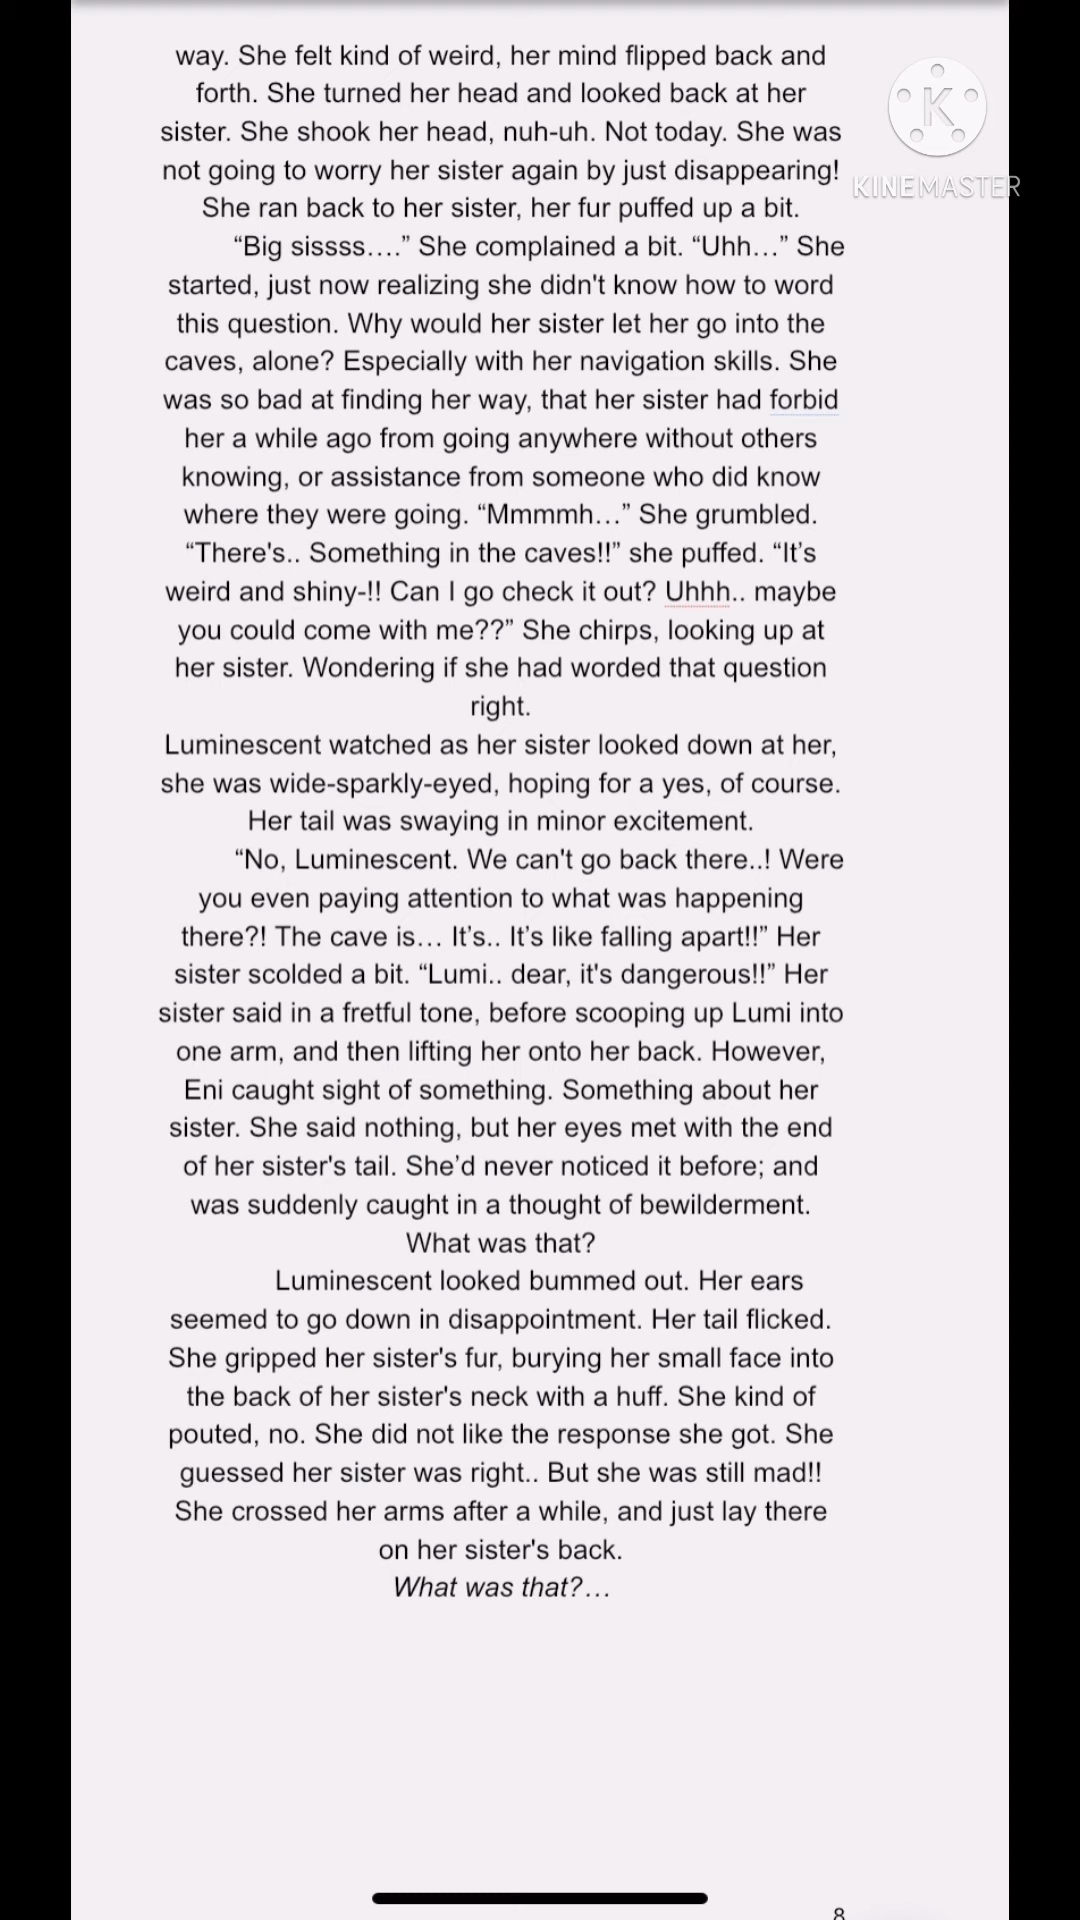 way. She felt kind of weird, her mind flipped back and
forth. She turned her head and looked back at her
sister. She shook her head, nuh-uh. Not today. She was
not going to worry her sister again by just disappearing!
She ran back to her sister, her fur puffed up a bit.
“Big sissss….” She complained a bit. “Uhh…” She
started, just now realizing she didn't know how to word
this question. Why would her sister let her go into the
caves, alone? Especially with her navigation skills. She
was so bad at finding her way, that her sister had forbid
her a while ago from going anywhere without others
knowing, or assistance from someone who did know
where they were going. “Mmmmh…” She grumbled.
“There's.. Something in the caves!!” she puffed. “It’s
weird and shiny-!! Can I go check it out? Uhhh.. maybe
you could come with me??” She chirps, looking up at
her sister. Wondering if she had worded that question
right.
Luminescent watched as her sister looked down at her,
she was wide-sparkly-eyed, hoping for a yes, of course.
Her tail was swaying in minor excitement.
“No, Luminescent. We can't go back there..! Were
you even paying attention to what was happening
there?! The cave is… It’s.. It’s like falling apart!!” Her
sister scolded a bit. “Lumi.. dear, it's dangerous!!” Her
sister said in a fretful tone, before scooping up Lumi into
one arm, and then lifting her onto her back. However,
Eni caught sight of something. Something about her
sister. She said nothing, but her eyes met with the end
of her sister's tail. She’d never noticed it before; and
was suddenly caught in a thought of bewilderment.
What was that?
Luminescent looked bummed out. Her ears
seemed to go down in disappointment. Her tail flicked.
She gripped her sister's fur, burying her small face into
the back of her sister's neck with a huff. She kind of
pouted, no. She did not like the response she got. She
guessed her sister was right.. But she was still mad!!
She crossed her arms after a while, and just lay there
on her sister's back.
What was that?…
8
K
KINEMASTER